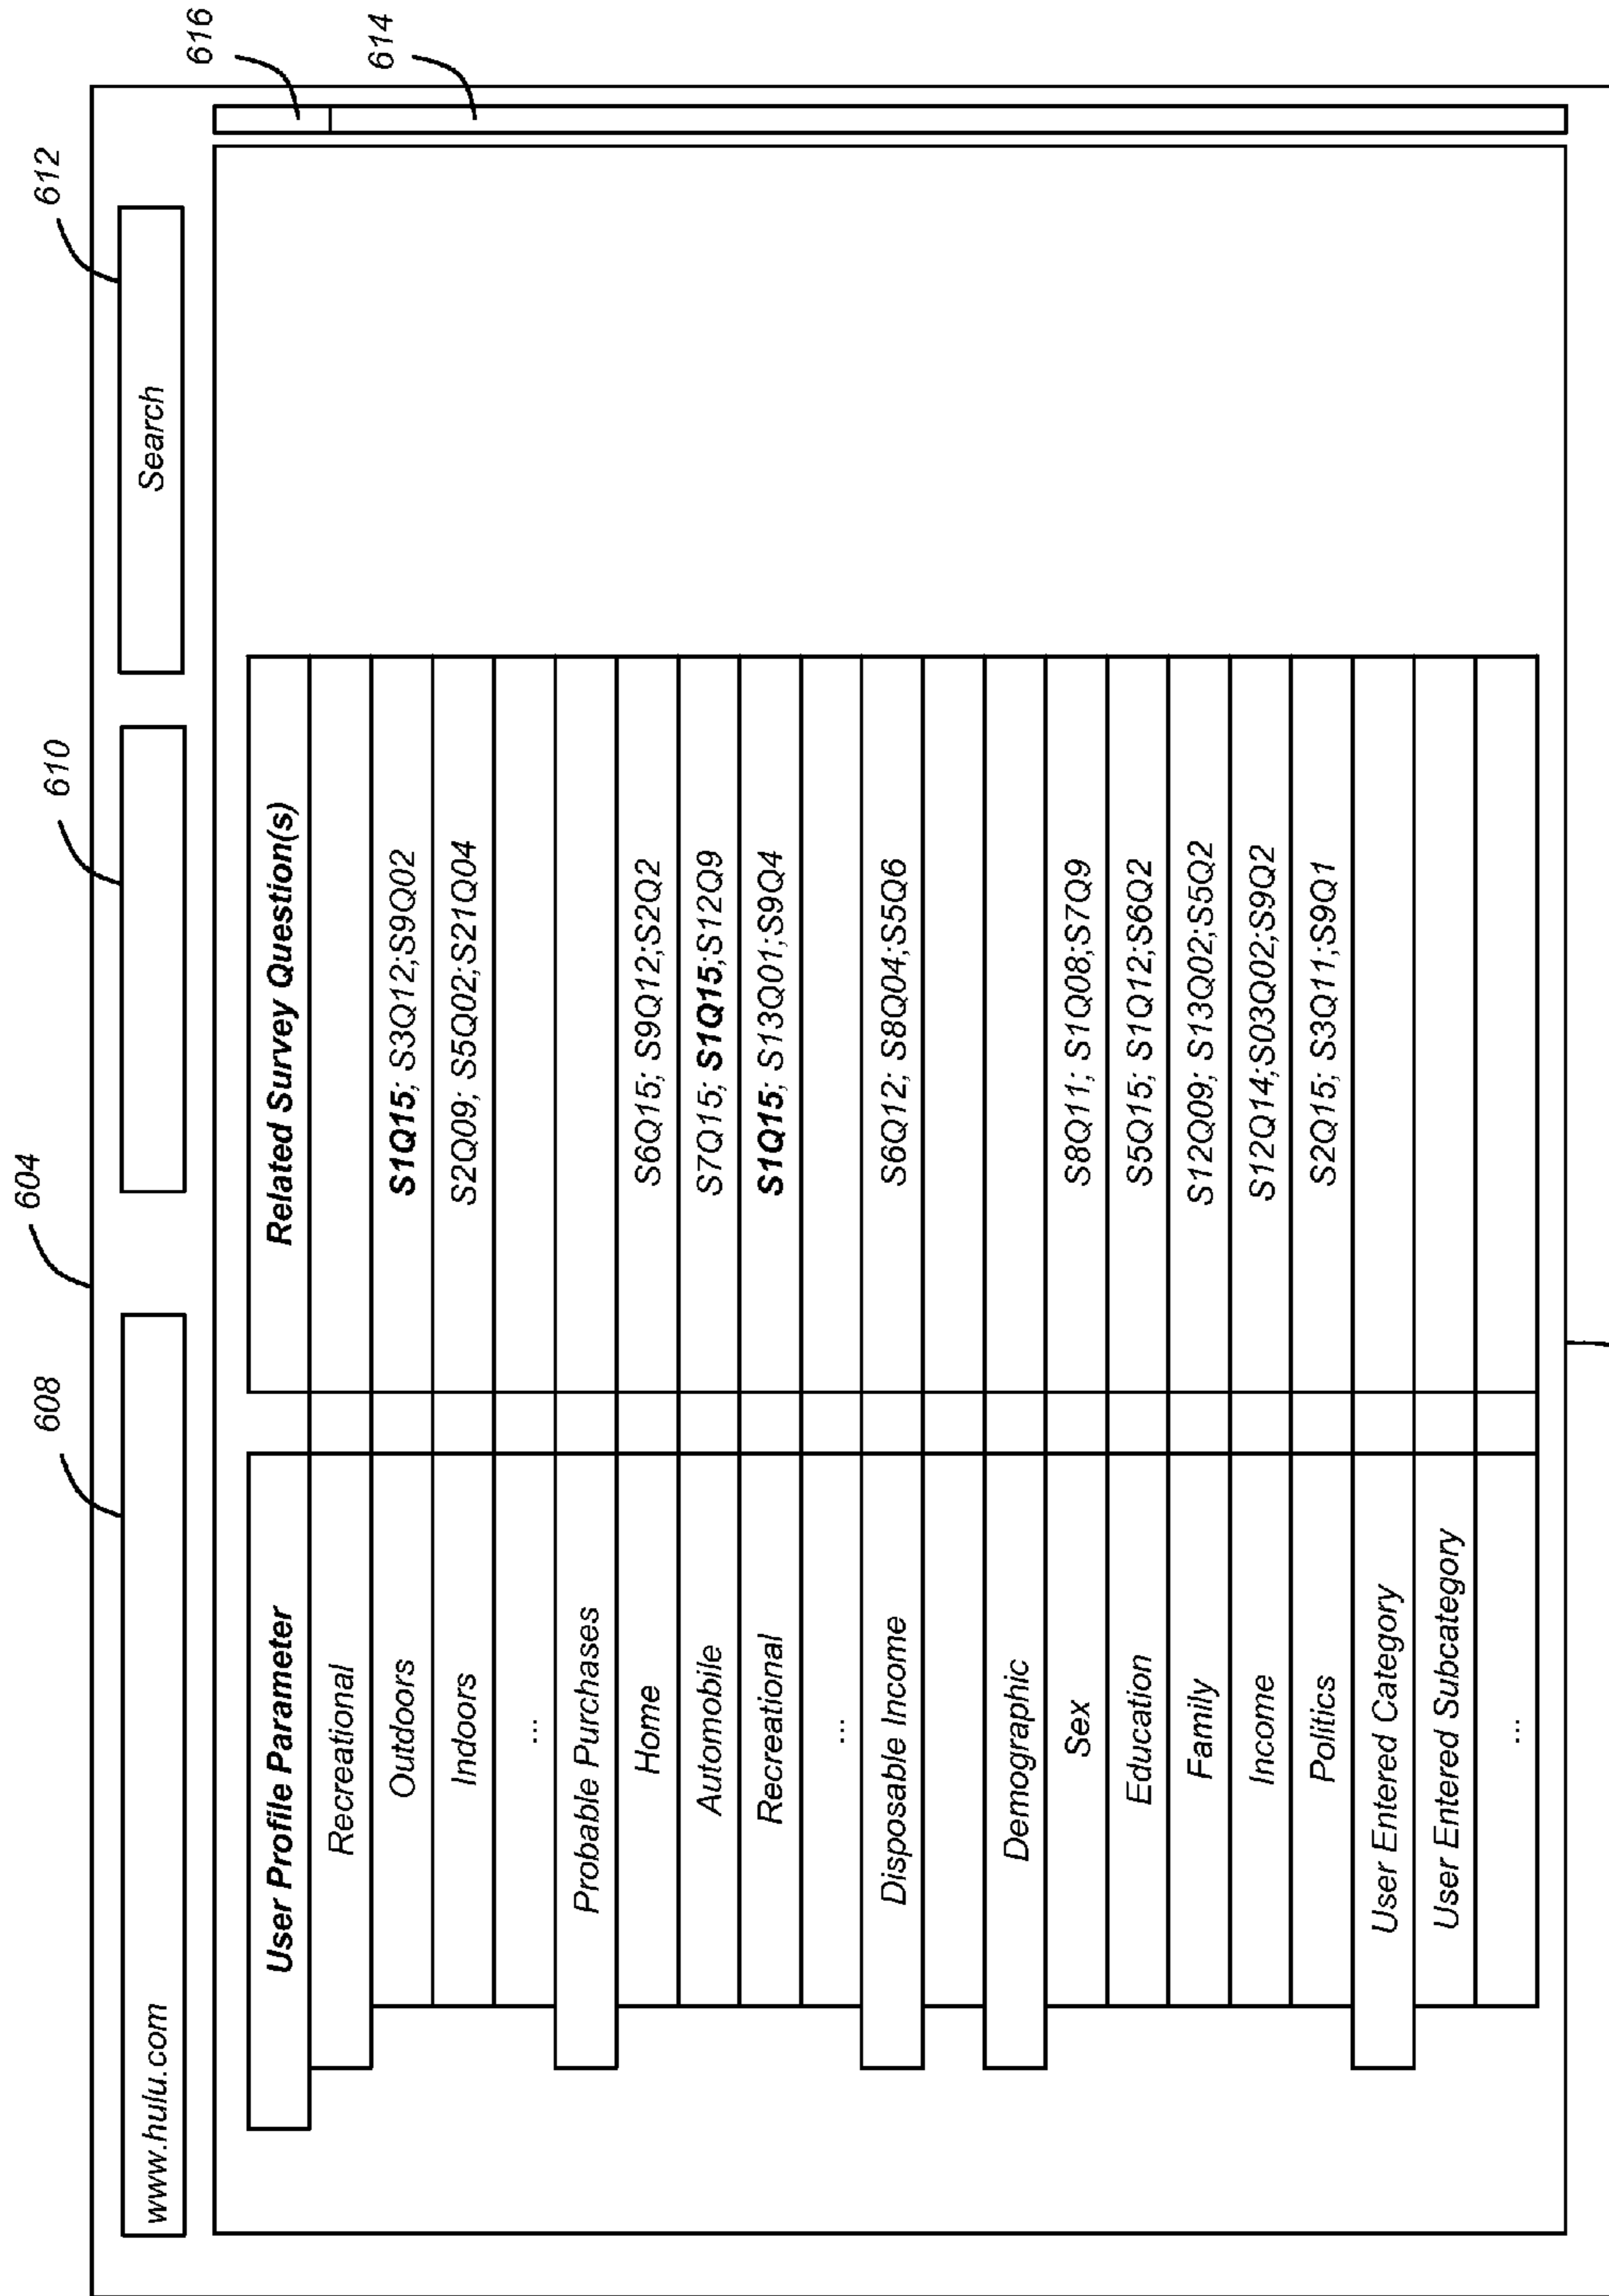 604
608
610
612
616
614
www.hulu.com
Search
User Profile Parameter Related Survey Question(s)
Recreational
Outdoors S1Q15; S3Q12;S9Q02
Indoors S2Q09; S5Q02;S21Q04
...
Probable Purchases
Home S6Q15; S9Q12;S2Q2
Automobile S7Q15; S1Q15;S12Q9
Recreational S1Q15; S13Q01;S9Q4
...
Disposable Income S6Q12; S8Q04;S5Q6
Demographic
Sex S8Q11; S1Q08;S7Q9
Education S5Q15; S1Q12;S6Q2
Family S12Q09; S13Q02;S5Q2
Income S12Q14;S03Q02;S9Q2
Politics S2Q15; S3Q11;S9Q1
User Entered Category
User Entered Subcategory
...